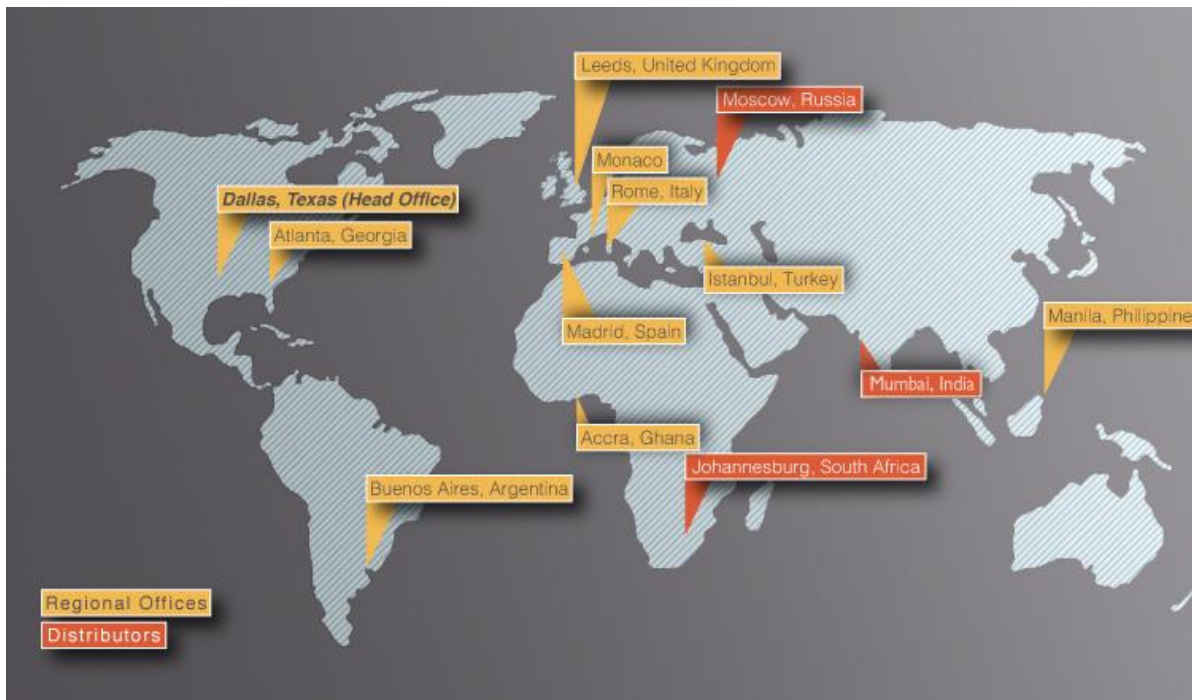 Leeds, United Kingdom
Moscow, Russia
Monaco
Rome, Italy
Dallas, Texas (Head Office)
Atlanta, Georgia
Istanbul, Turkey
Manila, Philippine
Madrid, Spain
Mumbai, India
Accra, Ghana
Johannesburg, South Africa
Buenos Aires, Argentina
Regional Offices
Distributors